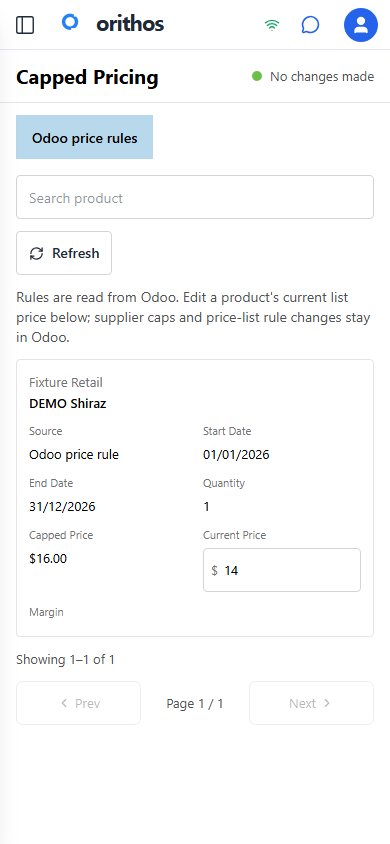 orithos
Capped Pricing
No changes made
Odoo price rules
Search product
Refresh
Rules are read from Odoo. Edit a product's current list
price below; supplier caps and price-list rule changes stay
in Odoo.
Fixture Retail
DEMO Shiraz
Source
Start Date
Odoo price rule
01/01/2026
End Date
Quantity
31/12/2026
1
Capped Price
Current Price
$16.00
$ 14
Margin
Showing 1–1 of 1
Prev
Page 1 / 1
Next